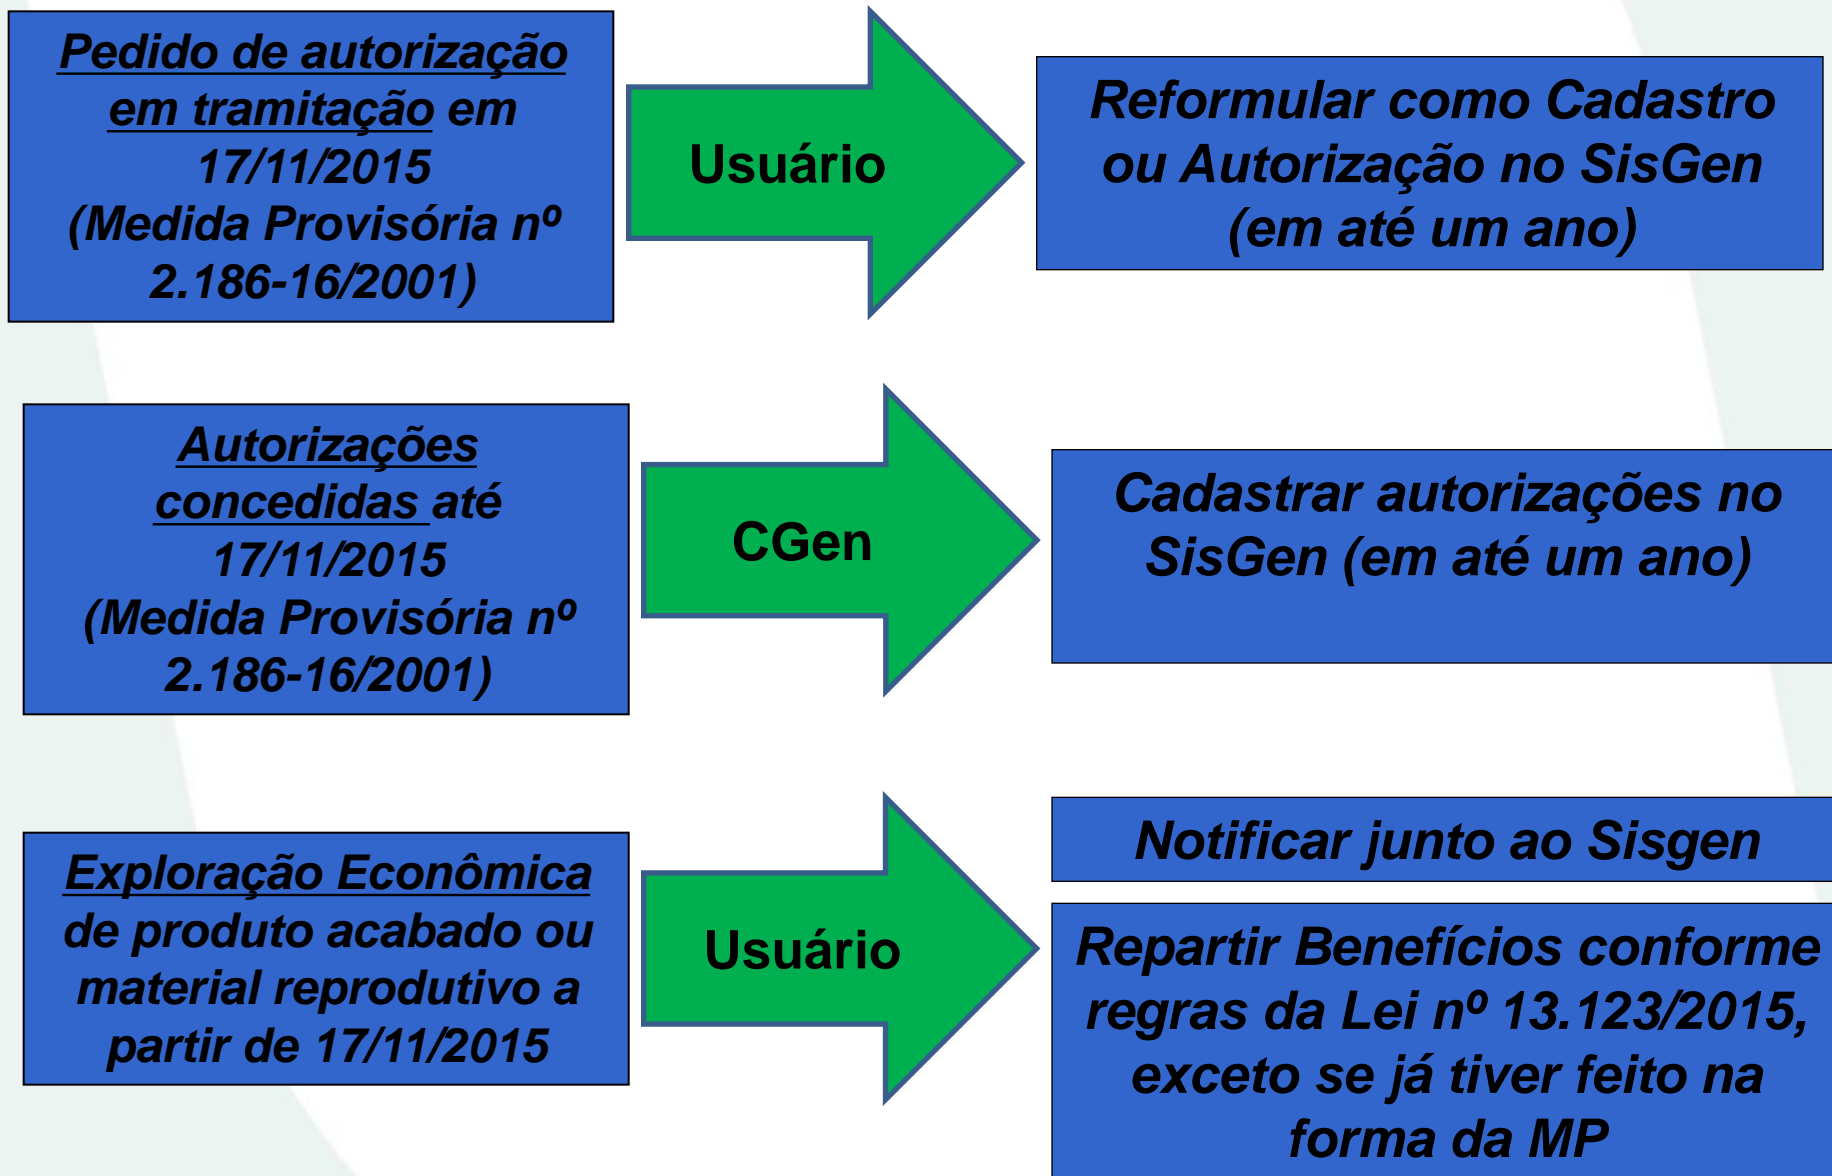 Pedido de autorização
em tramitação em
17/11/2015
(Medida Provisória nº
2.186-16/2001)
Usuário
Reformular como Cadastro
ou Autorização no SisGen
(em até um ano)
Autorizações
concedidas até
17/11/2015
(Medida Provisória nº
2.186-16/2001)
CGen
Cadastrar autorizações no
SisGen (em até um ano)
Exploração Econômica
de produto acabado ou
material reprodutivo a
partir de 17/11/2015
Usuário
Notificar junto ao Sisgen
Repartir Benefícios conforme
regras da Lei nº 13.123/2015,
exceto se já tiver feito na
forma da MP